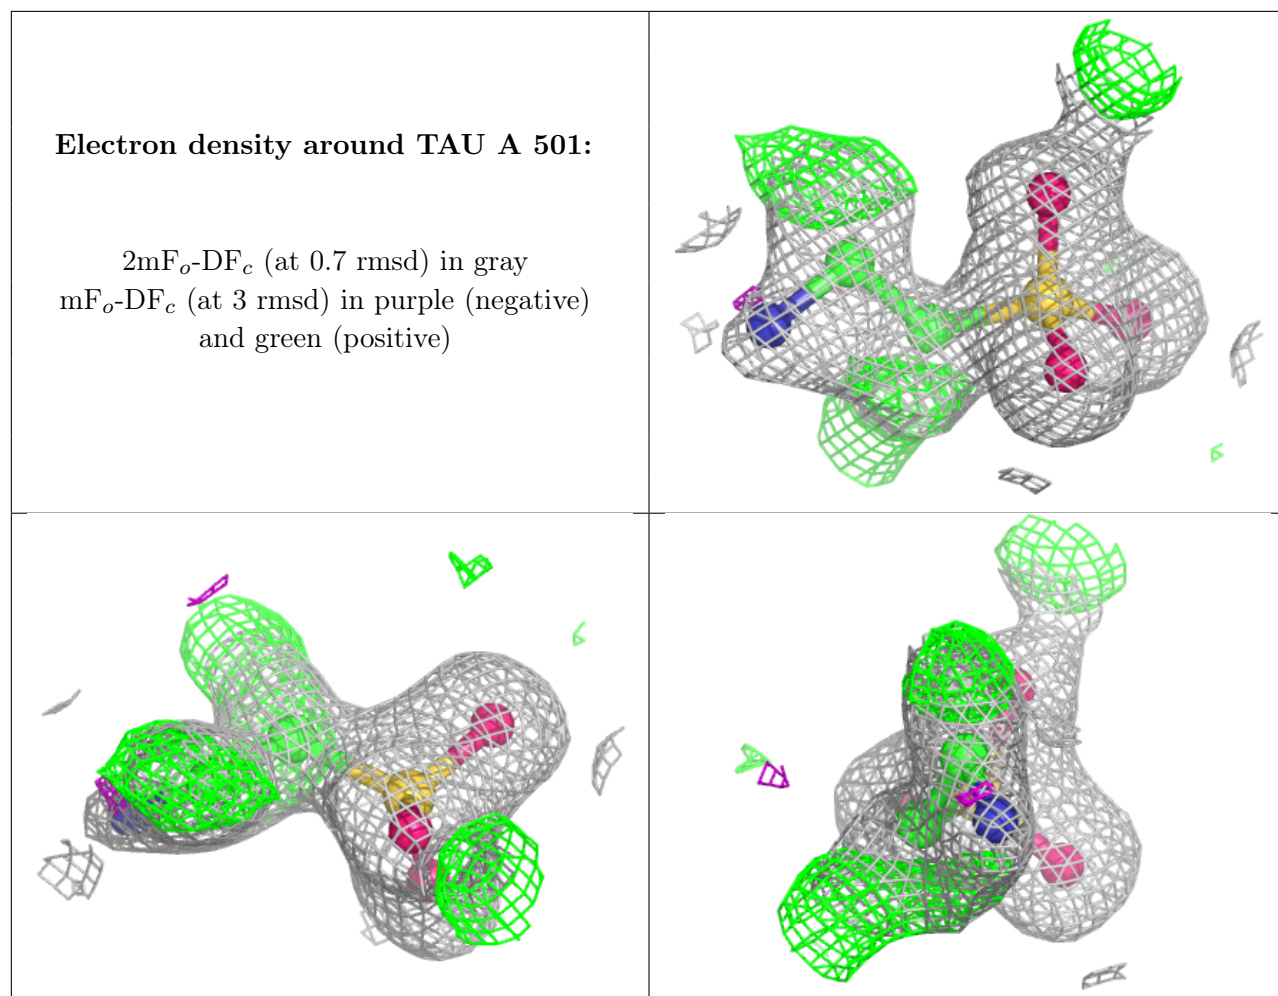 Electron density around TAU A 501:
2mFₒ-DF𝑐 (at 0.7 rmsd) in gray
mFₒ-DF𝑐 (at 3 rmsd) in purple (negative)
and green (positive)